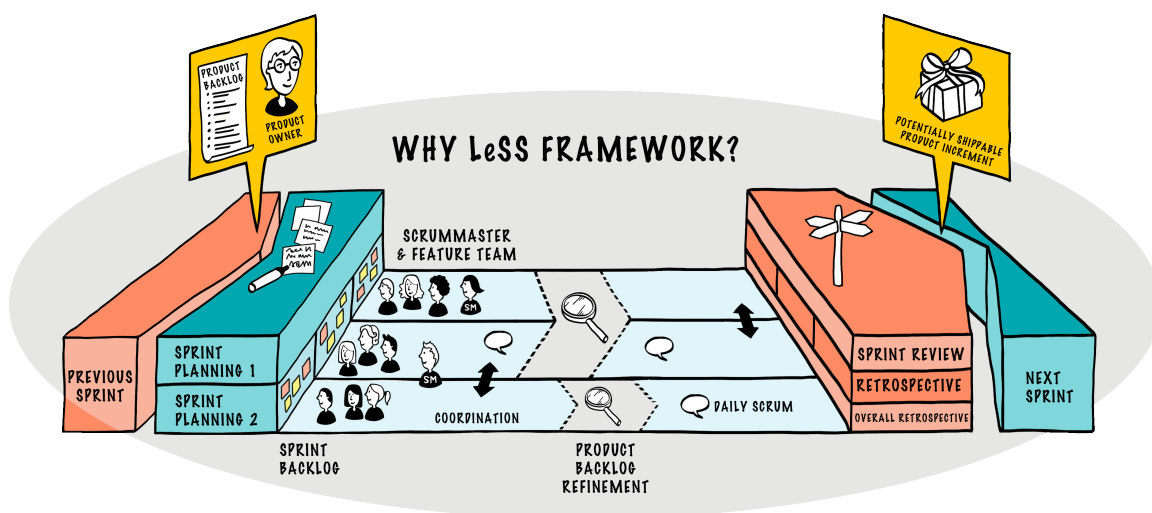 PRODUCT
BACKLOG
PRODUCT
OWNER
WHY LeSS FRAMEWORK?
POTENTIALLY SHIPPABLE
PRODUCT INCREMENT
SCRUMMASTER
& FEATURE TEAM
SM
SM
PREVIOUS
SPRINT
SPRINT
PLANNING 1
SPRINT
PLANNING 2
COORDINATION
DAILY SCRUM
SPRINT REVIEW
RETROSPECTIVE
OVERALL RETROSPECTIVE
NEXT
SPRINT
SPRINT
BACKLOG
PRODUCT
BACKLOG
REFINEMENT